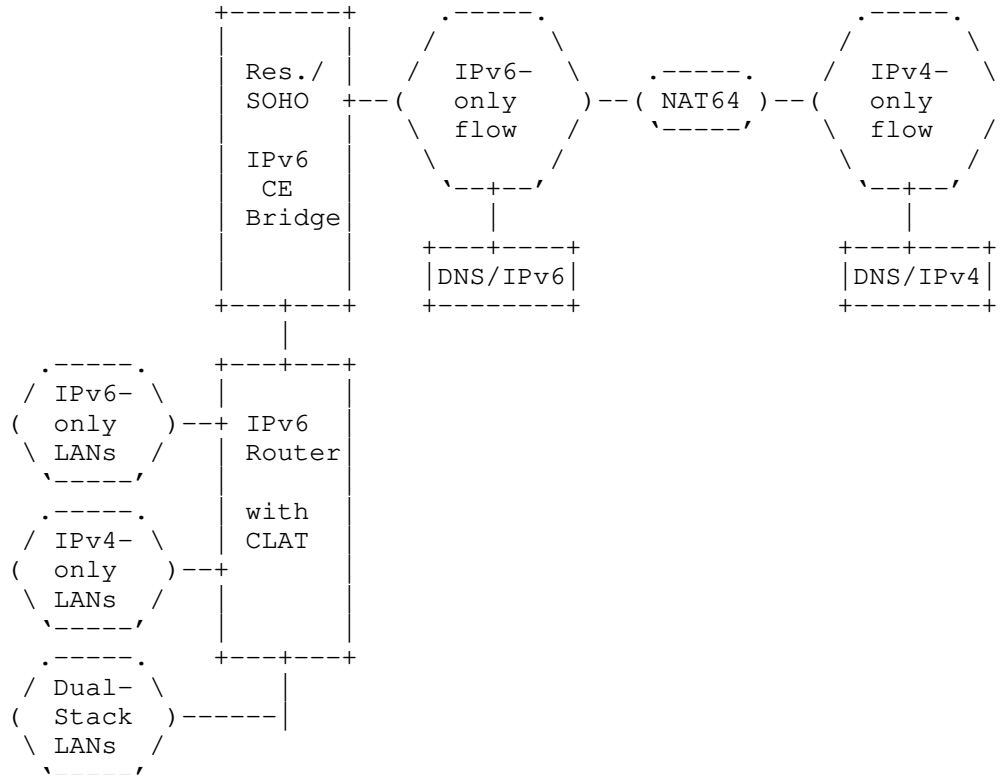 Res./
SOHO
IPv6
CE
Bridge
IPv6-
only
flow
NAT64
IPv4-
only
flow
DNS/IPv6
DNS/IPv4
IPv6-
only
LANs
IPv6
Router
with
CLAT
IPv4-
only
LANs
Dual-
Stack
LANs